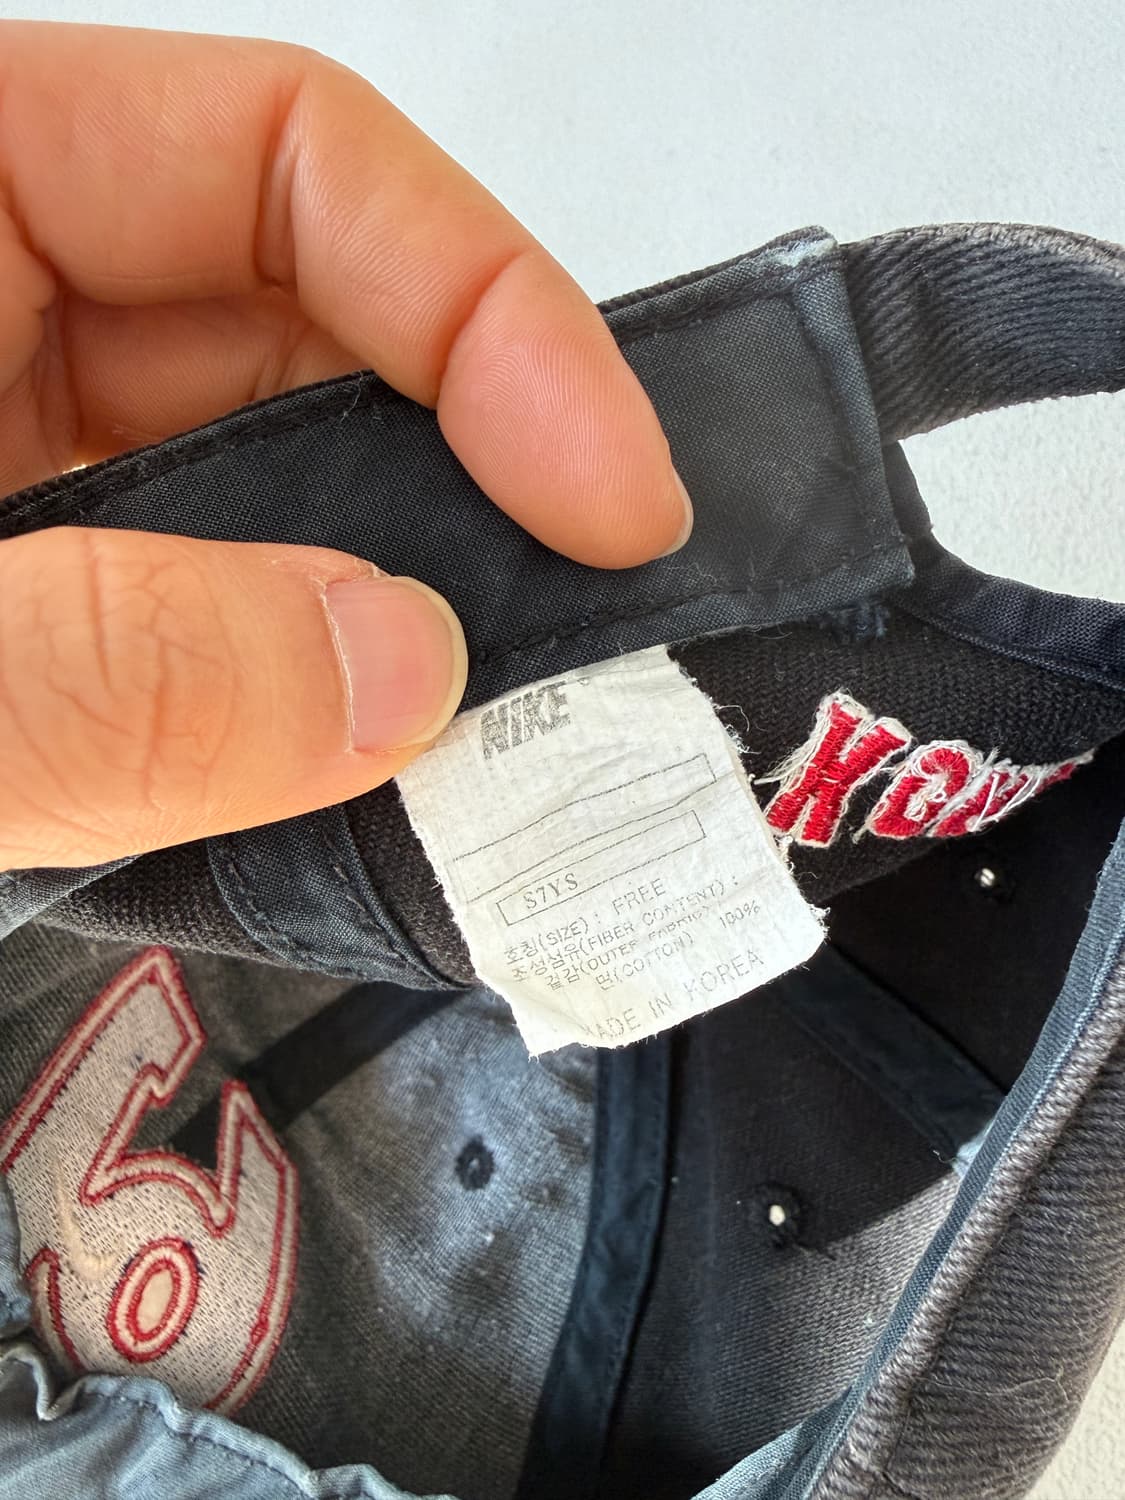 NIKE
S7YS
호칭(SIZE) : FREE
조성섬유(FIBER CONTENT) :
겉감(OUTER FABRIC)
면(COTTON) 100%
MADE IN KOREA